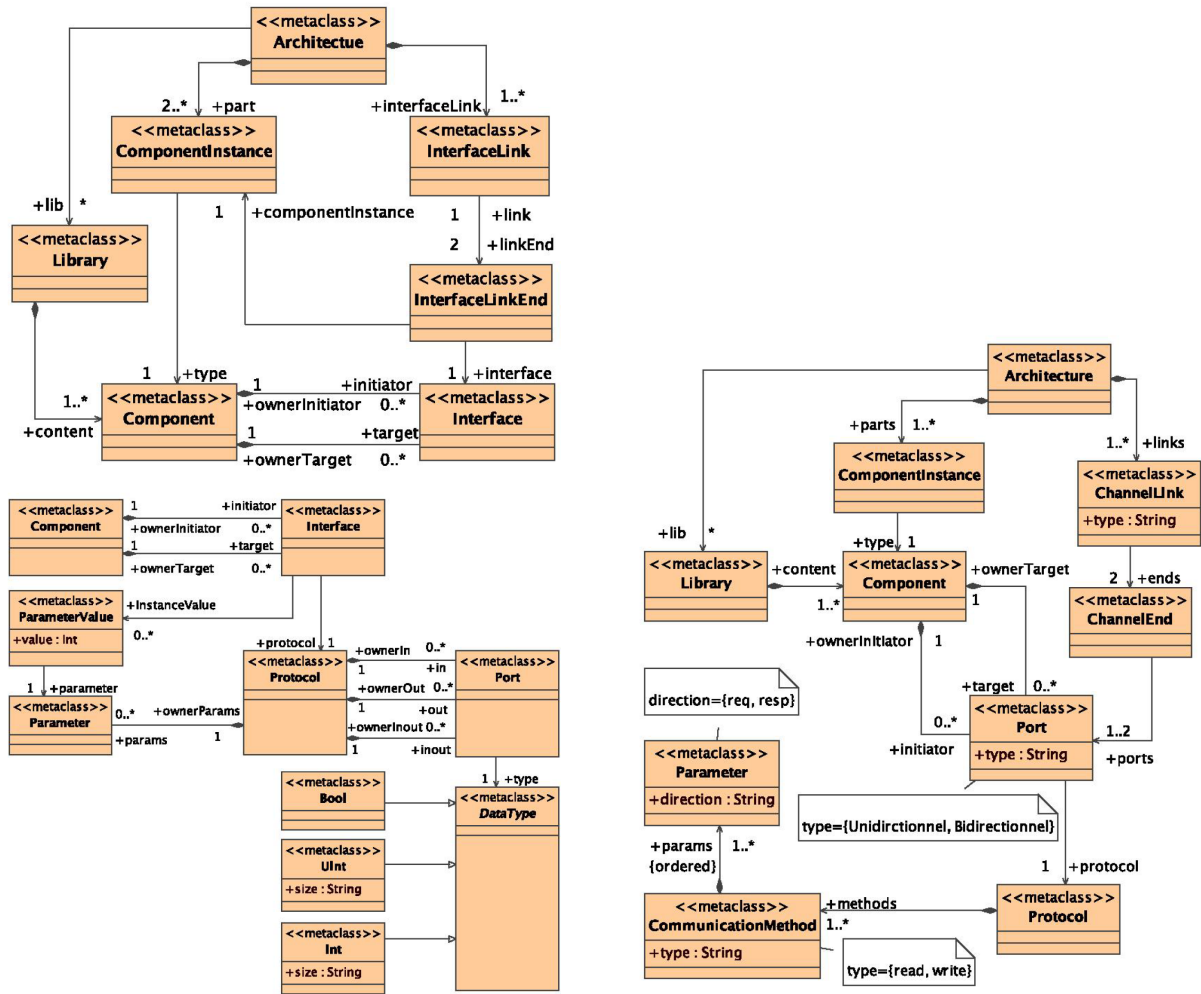 <<metaclass>>
Architectue
2..*
+part
+interfaceLink
1..*
<<metaclass>>
ComponentInstance
<<metaclass>>
InterfaceLink
+lib
*
1
+componentInstance
1
+link
2
+linkEnd
<<metaclass>>
Library
<<metaclass>>
InterfaceLinkEnd
1
+type
1
+interface
1..*
+content
<<metaclass>>
Component
1
+initiator
+ownerInitiator
0..*
1
+target
+ownerTarget
0..*
<<metaclass>>
Interface
<<metaclass>>
Component
1
+initiator
+ownerInitiator
0..*
1
+target
+ownerTarget
0..*
<<metaclass>>
Interface
<<metaclass>>
ParameterValue
+value : Int
+InstanceValue
0..*
+protocol
1
1
+parameter
<<metaclass>>
Parameter
0..*
+params
+ownerParams
1
<<metaclass>>
Protocol
+ownerIn
0..*
1
+in
+ownerOut
0..*
1
+out
+ownerInout
0..*
1
+inout
<<metaclass>>
Port
1
+type
<<metaclass>>
Bool
<<metaclass>>
DataType
<<metaclass>>
UInt
+size : String
<<metaclass>>
Int
+size : String
<<metaclass>>
Architecture
+parts
1..*
1..*
+links
<<metaclass>>
ComponentInstance
<<metaclass>>
ChannelLink
+type : String
+lib
*
+type
1
<<metaclass>>
Library
+content
1..*
<<metaclass>>
Component
+ownerTarget
1
2
+ends
<<metaclass>>
ChannelEnd
+ownerInitiator
1
+target
0..*
0..*
+initiator
<<metaclass>>
Port
+type : String
1..2
+ports
direction={req, resp}
<<metaclass>>
Parameter
+direction : String
type={Unidirctionnel, Bidirectionnel}
+params
{ordered}
1..*
1
+protocol
<<metaclass>>
CommunicationMethod
+type : String
+methods
1..*
<<metaclass>>
Protocol
type={read, write}